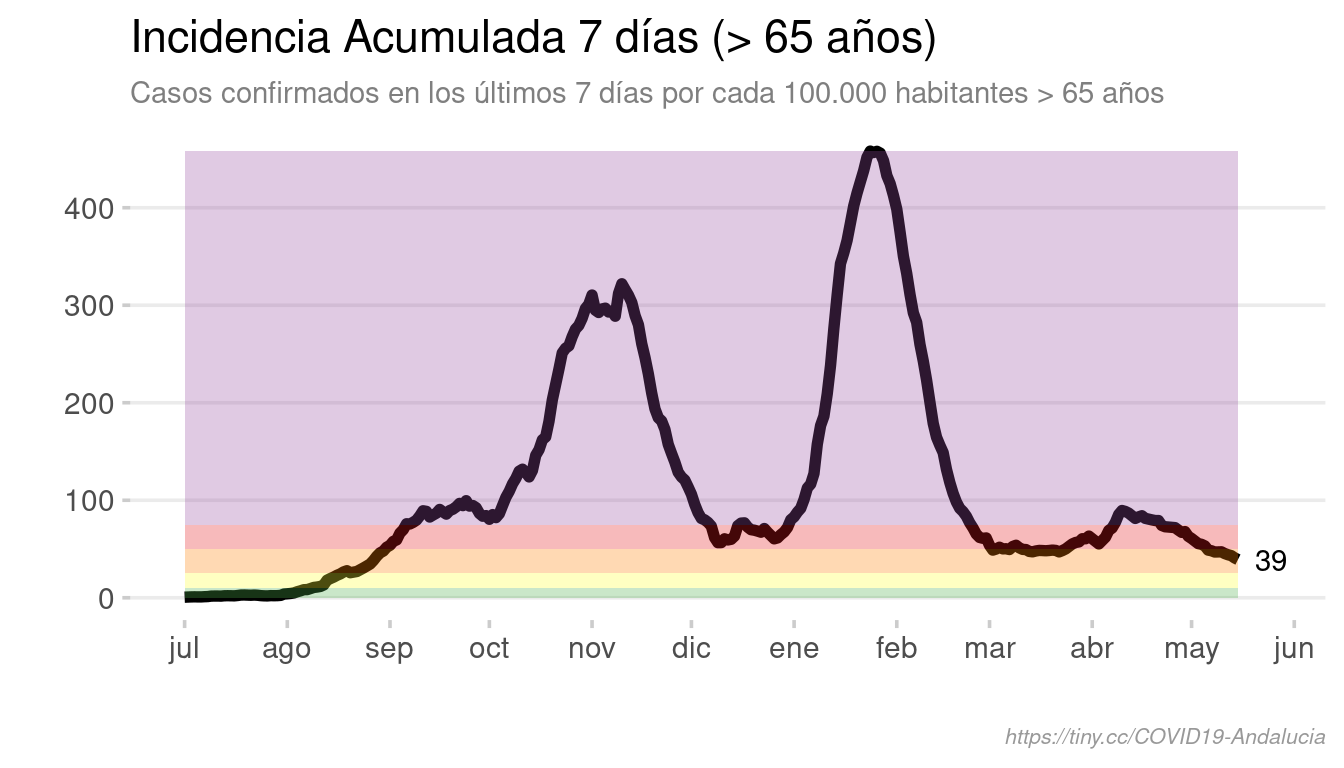 Incidencia Acumulada 7 días (> 65 años)
Casos confirmados en los últimos 7 días por cada 100.000 habitantes > 65 años
400
300
200
100
0
39
jul ago sep oct nov dic ene feb mar abr may jun
https://tiny.cc/COVID19-Andalucia